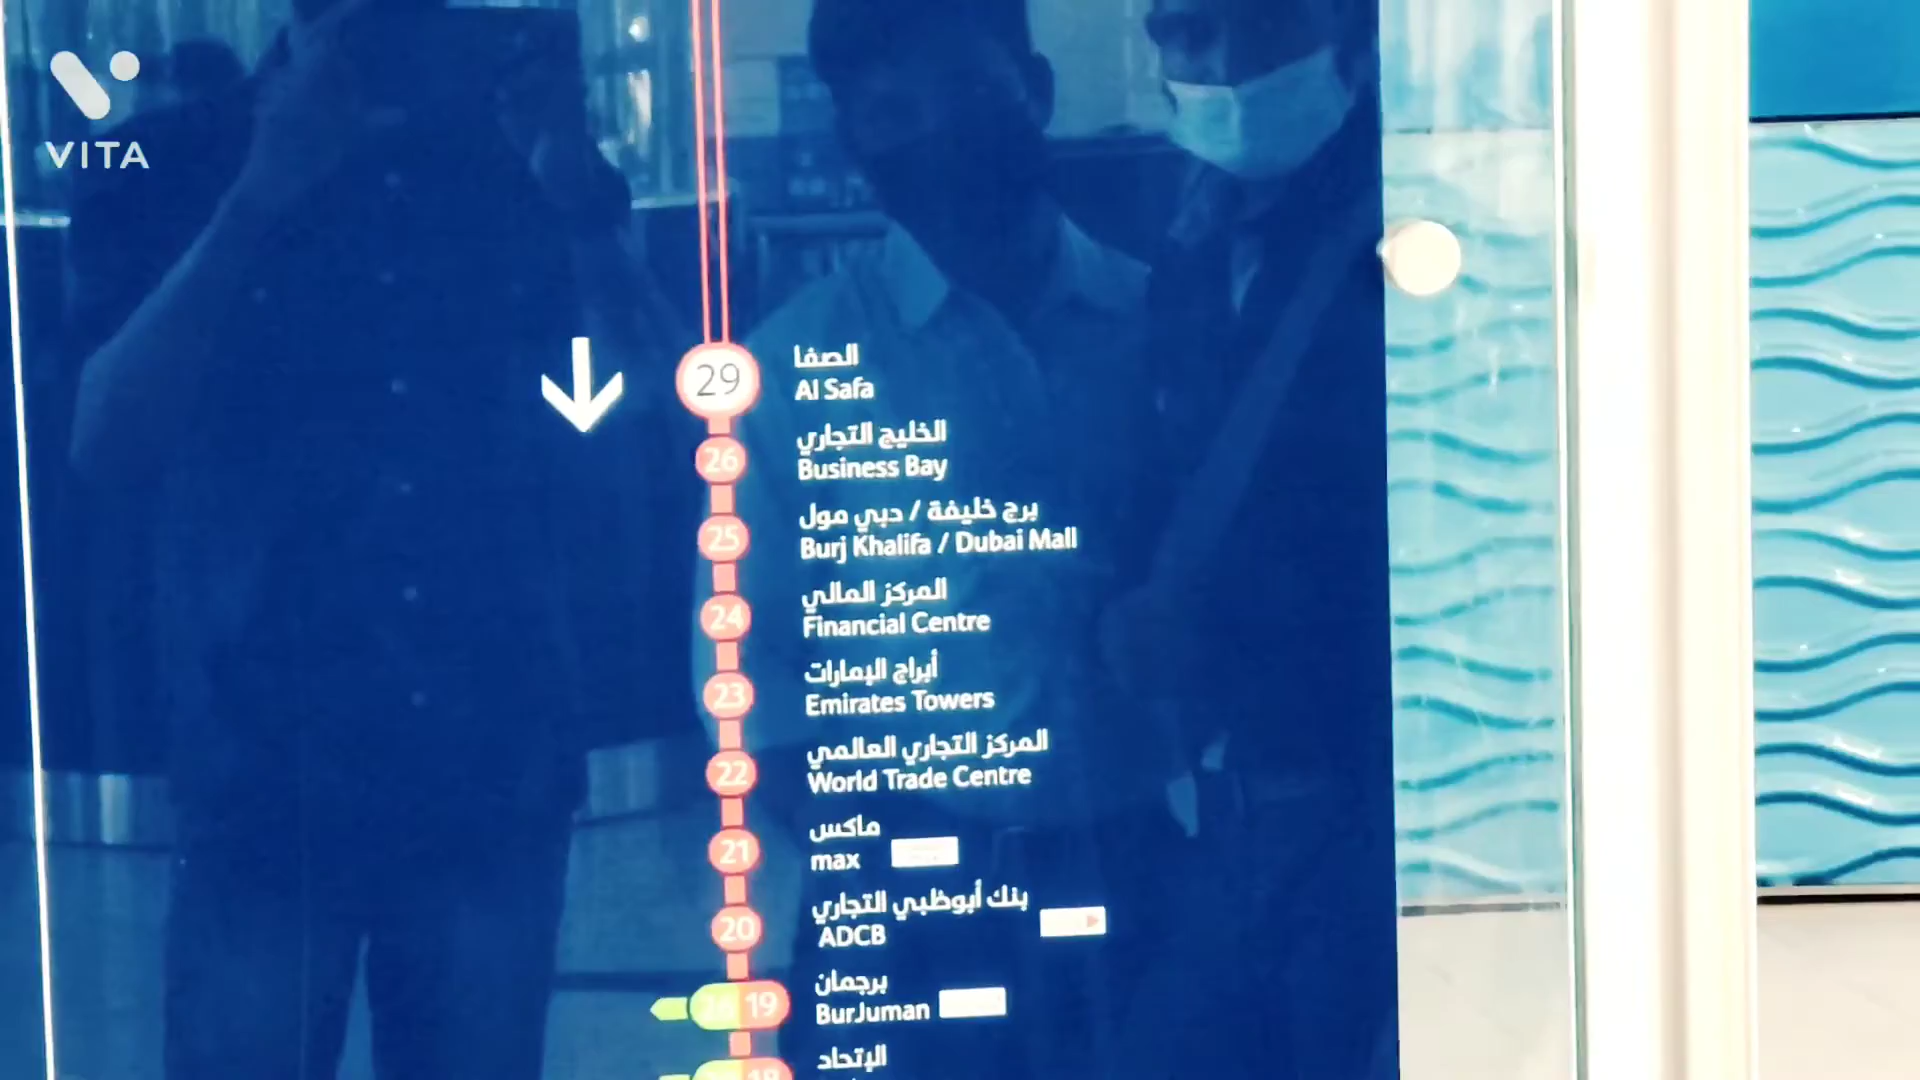 VITA
29
الصفا
Al Safa
26
الخليج التجاري
Business Bay
25
برج خليفة / دبي مول
Burj Khalifa / Dubai Mall
24
المركز المالي
Financial Centre
23
أبراج الإمارات
Emirates Towers
22
المركز التجاري العالمي
World Trade Centre
21
ماكس
max
20
بنك أبوظبي التجاري
ADCB
19
برجمان
BurJuman
18
الإتحاد